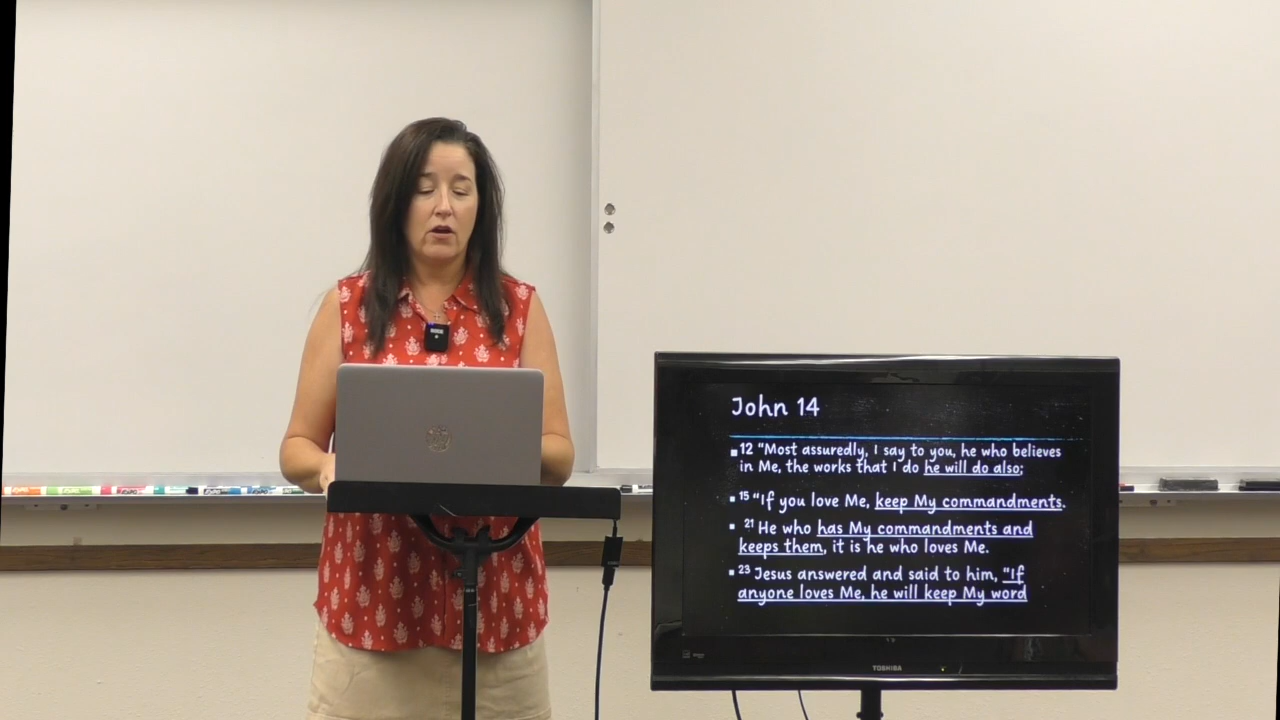 John 14
▪ 12 "Most assuredly, I say to you, he who believes
in Me, the works that I do he will do also;
▪ 15 "If you love Me, keep My commandments.
▪ 21 He who has My commandments and
keeps them, it is he who loves Me.
▪ 23 Jesus answered and said to him, "If
anyone loves Me, he will keep My word
TOSHIBA